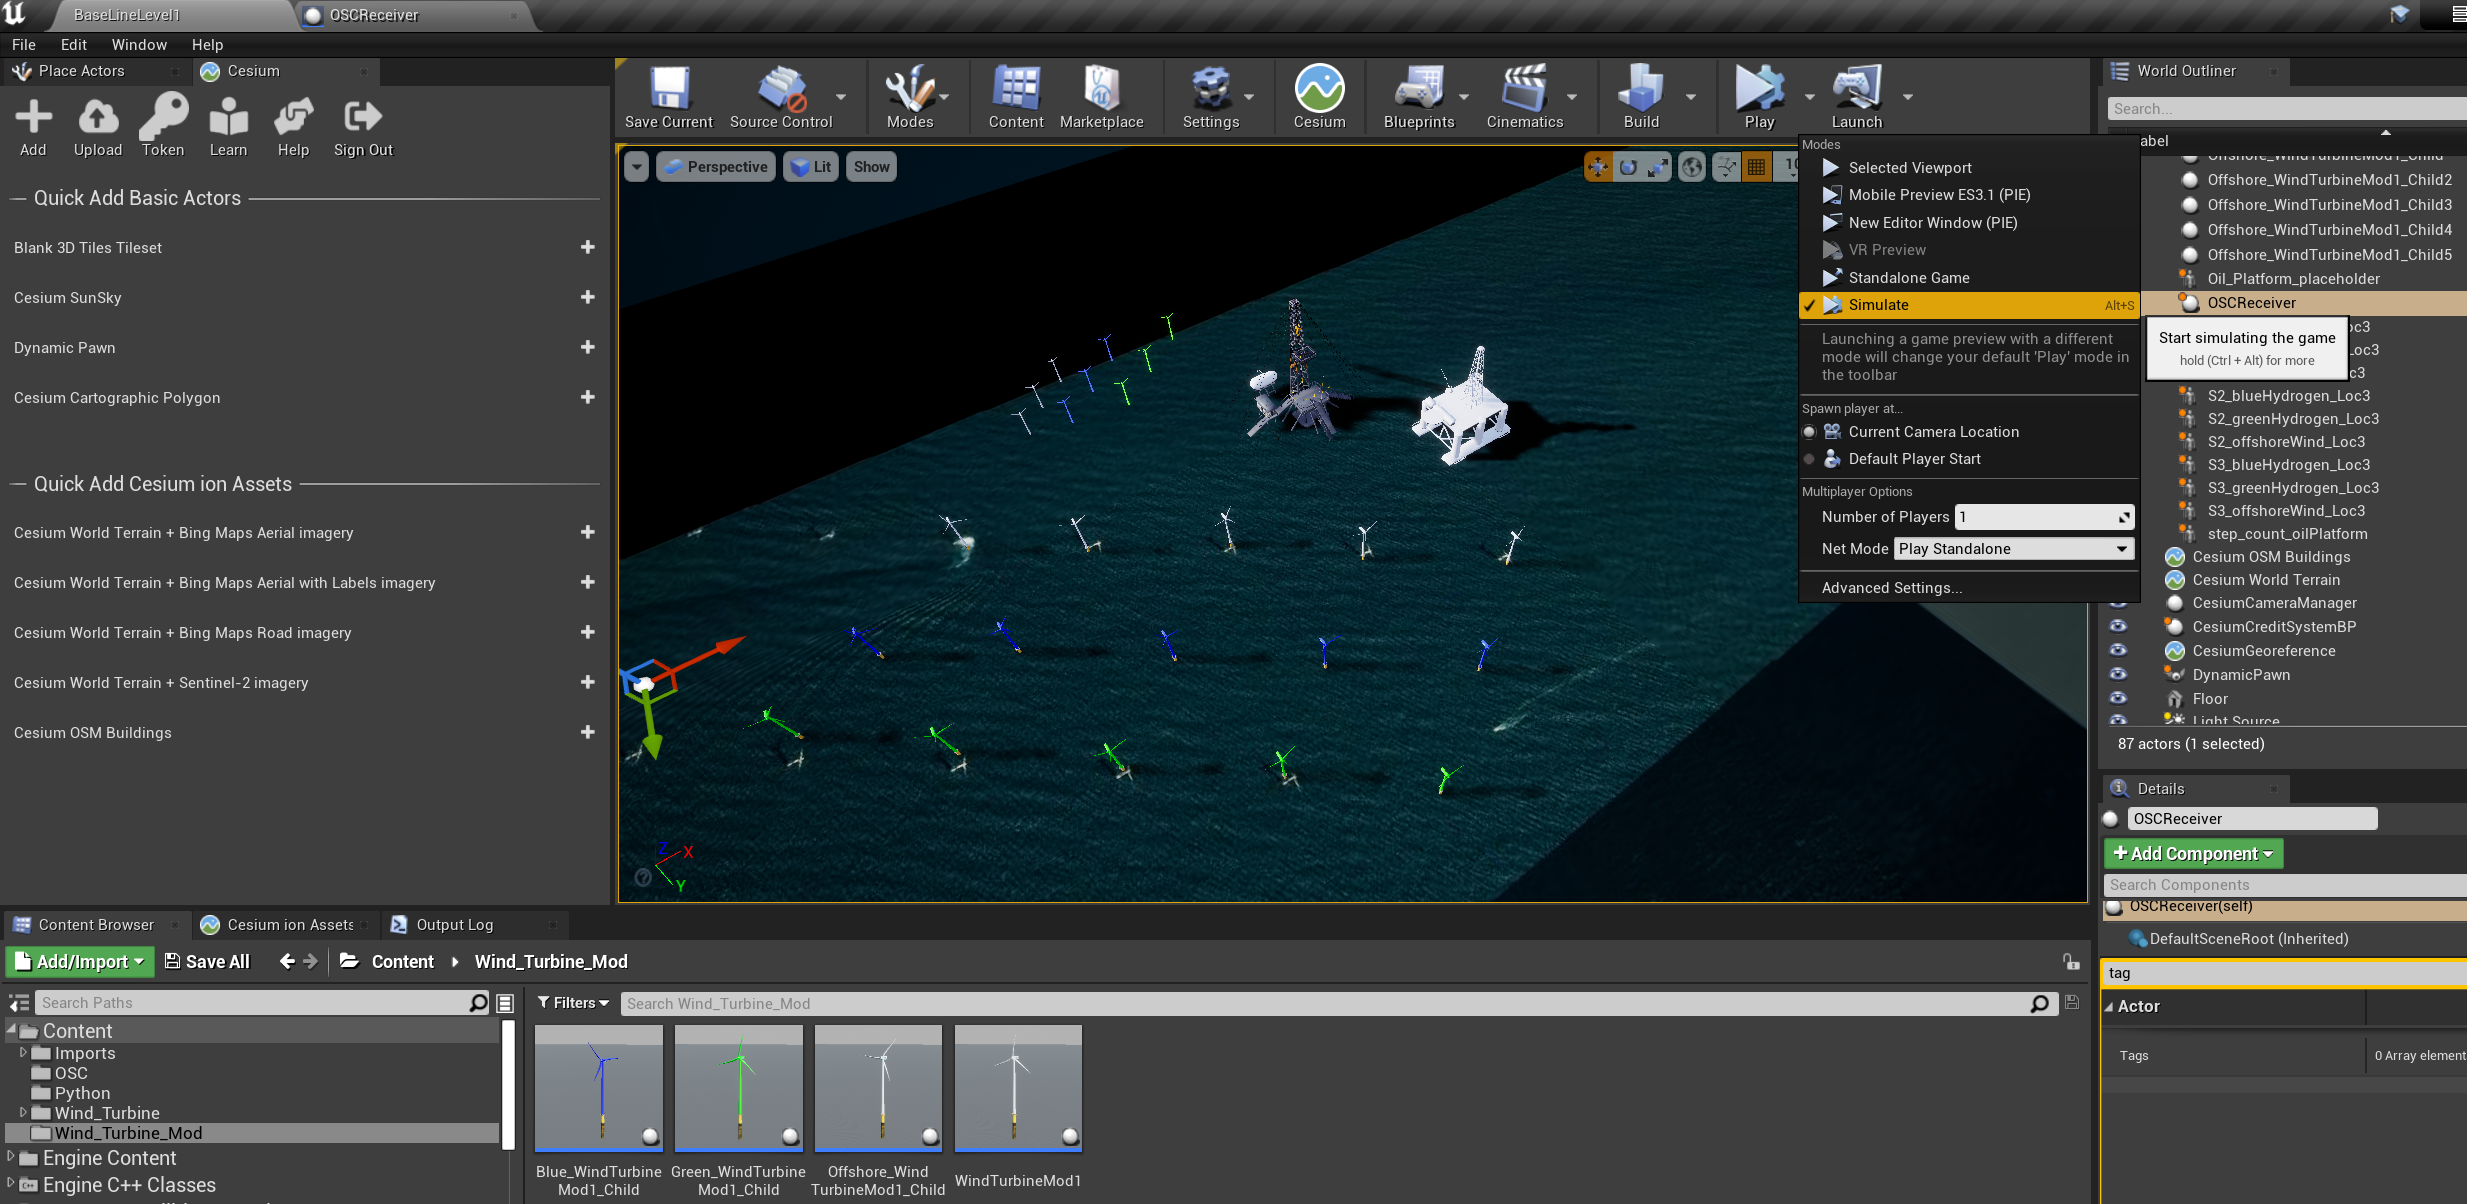 BaseLineLevel1
OSCReceiver
File Edit Window Help
Place Actors
Cesium
Add
Upload
Token
Learn
Help
Sign Out
Quick Add Basic Actors
Blank 3D Tiles Tileset
Cesium SunSky
Dynamic Pawn
Cesium Cartographic Polygon
Quick Add Cesium ion Assets
Cesium World Terrain + Bing Maps Aerial imagery
Cesium World Terrain + Bing Maps Aerial with Labels imagery
Cesium World Terrain + Bing Maps Road imagery
Cesium World Terrain + Sentinel-2 imagery
Cesium OSM Buildings
Save Current
Source Control
Modes
Content
Marketplace
Settings
Cesium
Blueprints
Cinematics
Build
Play
Launch
Perspective
Lit
Show
10
Z
X
Y
Modes
Selected Viewport
Mobile Preview ES3.1 (PIE)
New Editor Window (PIE)
VR Preview
Standalone Game
Simulate Alt+S
Launching a game preview with a different
mode will change your default 'Play' mode in
the toolbar
Spawn player at...
Current Camera Location
Default Player Start
Multiplayer Options
Number of Players 1
Net Mode Play Standalone
Advanced Settings...
Start simulating the game
hold (Ctrl + Alt) for more
World Outliner
Search...
abel
Offshore_WindTurbineMod1_Child
Offshore_WindTurbineMod1_Child2
Offshore_WindTurbineMod1_Child3
Offshore_WindTurbineMod1_Child4
Offshore_WindTurbineMod1_Child5
Oil_Platform_placeholder
OSCReceiver
oc3
Loc3
c3
S2_blueHydrogen_Loc3
S2_greenHydrogen_Loc3
S2_offshoreWind_Loc3
S3_blueHydrogen_Loc3
S3_greenHydrogen_Loc3
S3_offshoreWind_Loc3
step_count_oilPlatform
Cesium OSM Buildings
Cesium World Terrain
CesiumCameraManager
CesiumCreditSystemBP
CesiumGeoreference
DynamicPawn
Floor
Light Source
87 actors (1 selected)
Details
OSCReceiver
Add Component
Search Components
OSCReceiver(self)
DefaultSceneRoot (Inherited)
tag
Actor
Tags 0 Array element
Content Browser
Cesium ion Assets
Output Log
Add/Import
Save All
Content
Wind_Turbine_Mod
Search Paths
Content
Imports
OSC
Python
Wind_Turbine
Wind_Turbine_Mod
Engine Content
Engine C++ Classes
Filters
Search Wind_Turbine_Mod
Blue_WindTurbine
Mod1_Child
Green_WindTurbine
Mod1_Child
Offshore_Wind
TurbineMod1_Child
WindTurbineMod1